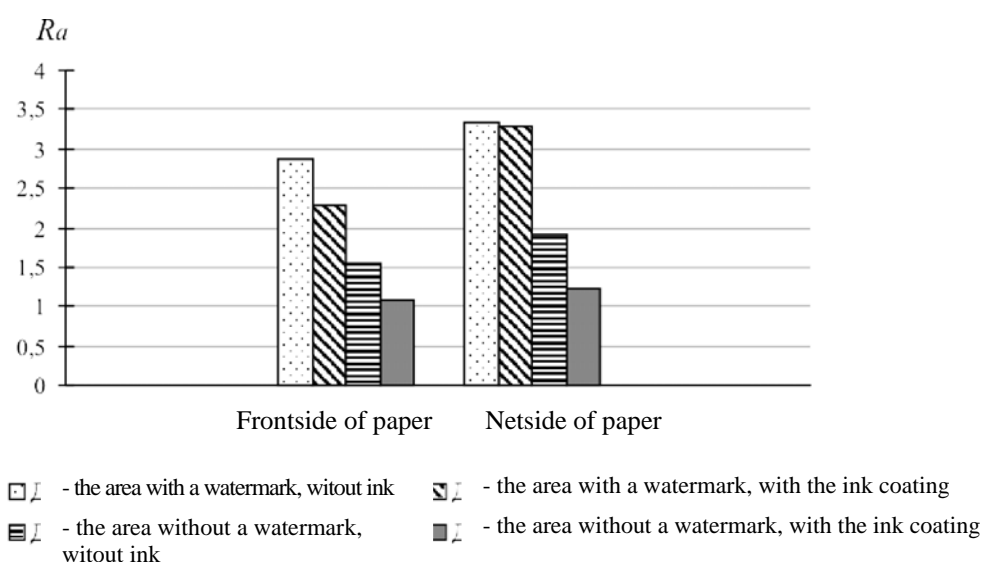 Ra
4
3,5
3
2,5
2
1,5
1
0,5
0
Frontside of paper Netside of paper
- the area with a watermark, witout ink - the area with a watermark, with the ink coating
- the area without a watermark, - the area without a watermark, with the ink coating
witout ink